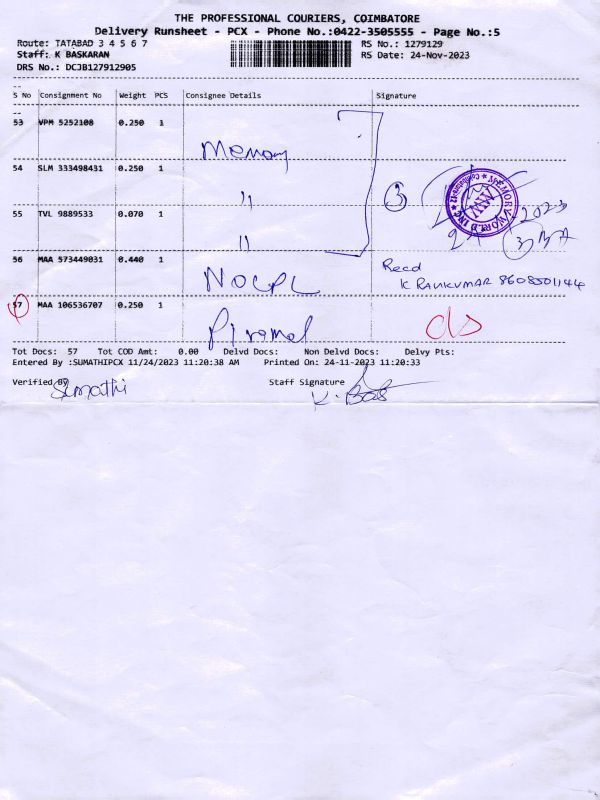 THE PROFESSIONAL COURIERS, COIMBATORE
Delivery Runsheet - PCX - Phone No.:0422-3505555 - Page No.:5
Route: TATABAD 3 4 5 6 7
RS No.: 1279129
Staff: K BASKARAN
RS Date: 24-Nov-2023
DRS No.: DCJB127912905
S No Consignment No Weight PCS Consignee Details Signature
53 VPM 5252108 0.250 1
Memory
54 SLM 333498431 0.250 1
"
3
MEMORY WORLD INC
55 TVL 9889533 0.070 1
"
56 MAA 573449031 0.440 1
NOCPL
Recd
K RAVIKUMAR 8608501144
57 MAA 106536707 0.250 1
Piramal
Tot Docs: 57 Tot COD Amt: 0.00 Delvd Docs: Non Delvd Docs: Delvy Pts:
Entered By :SUMATHIPCX 11/24/2023 11:20:38 AM Printed On: 24-11-2023 11:20:33
Verified By Sumathi
Staff Signature